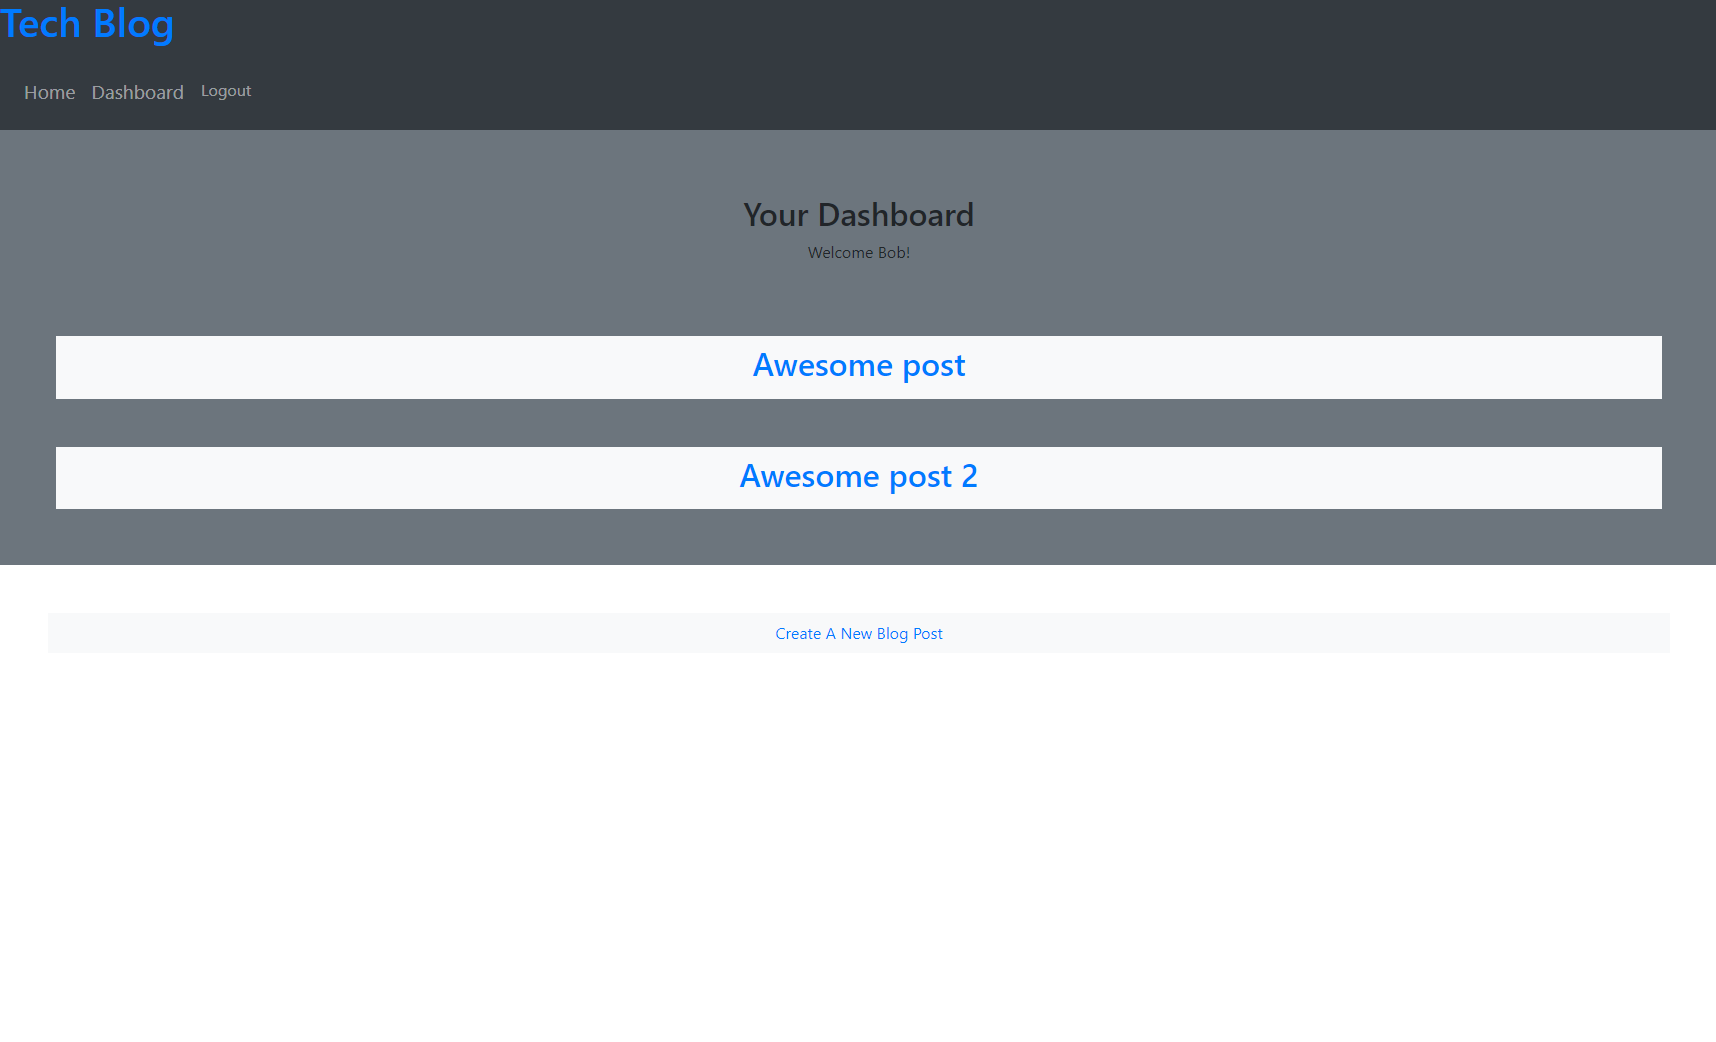 Tech Blog
Home Dashboard Logout
Your Dashboard
Welcome Bob!
Awesome post
Awesome post 2
Create A New Blog Post